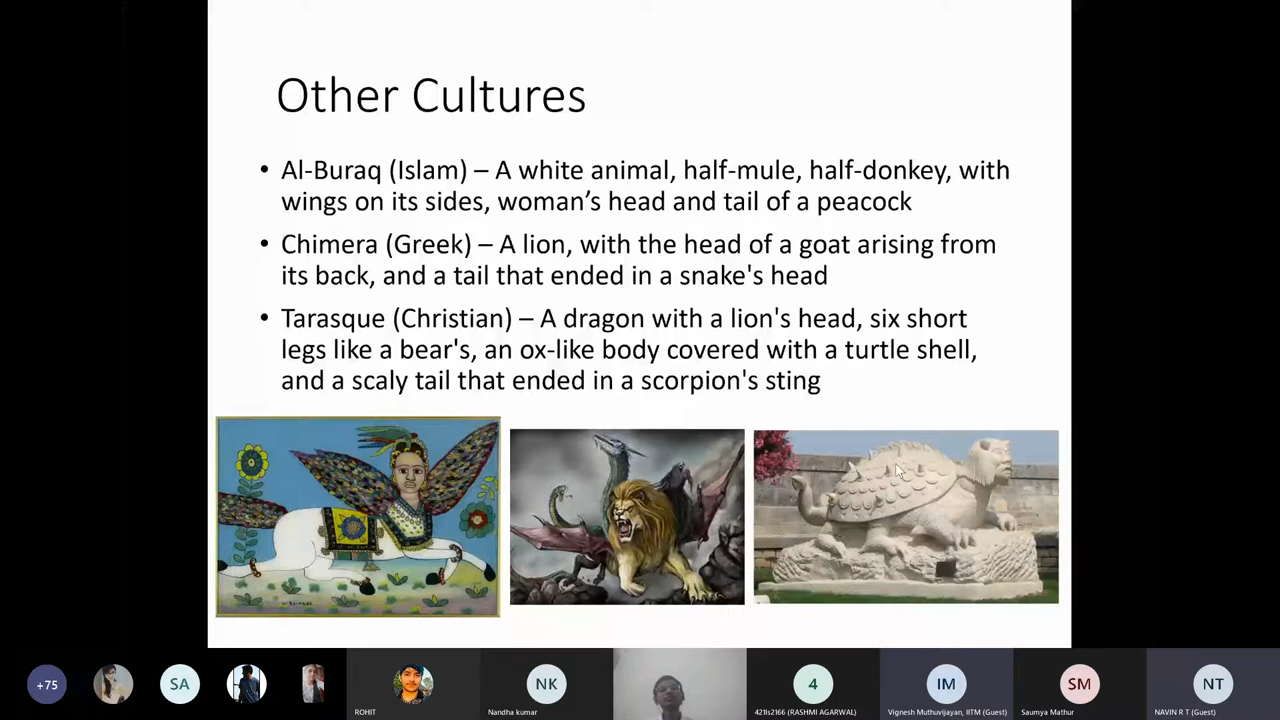 Other Cultures
• Al-Buraq (Islam) – A white animal, half-mule, half-donkey, with
wings on its sides, woman’s head and tail of a peacock
• Chimera (Greek) – A lion, with the head of a goat arising from
its back, and a tail that ended in a snake's head
• Tarasque (Christian) – A dragon with a lion's head, six short
legs like a bear's, an ox-like body covered with a turtle shell,
and a scaly tail that ended in a scorpion's sting
+75
SA
NK
4
IM
SM
NT
ROHIT
Nandha kumar
421ls2166 (RASHMI AGARWAL)
Vignesh Muthuvijayan, IITM (Guest)
Saumya Mathur
NAVIN R T (Guest)